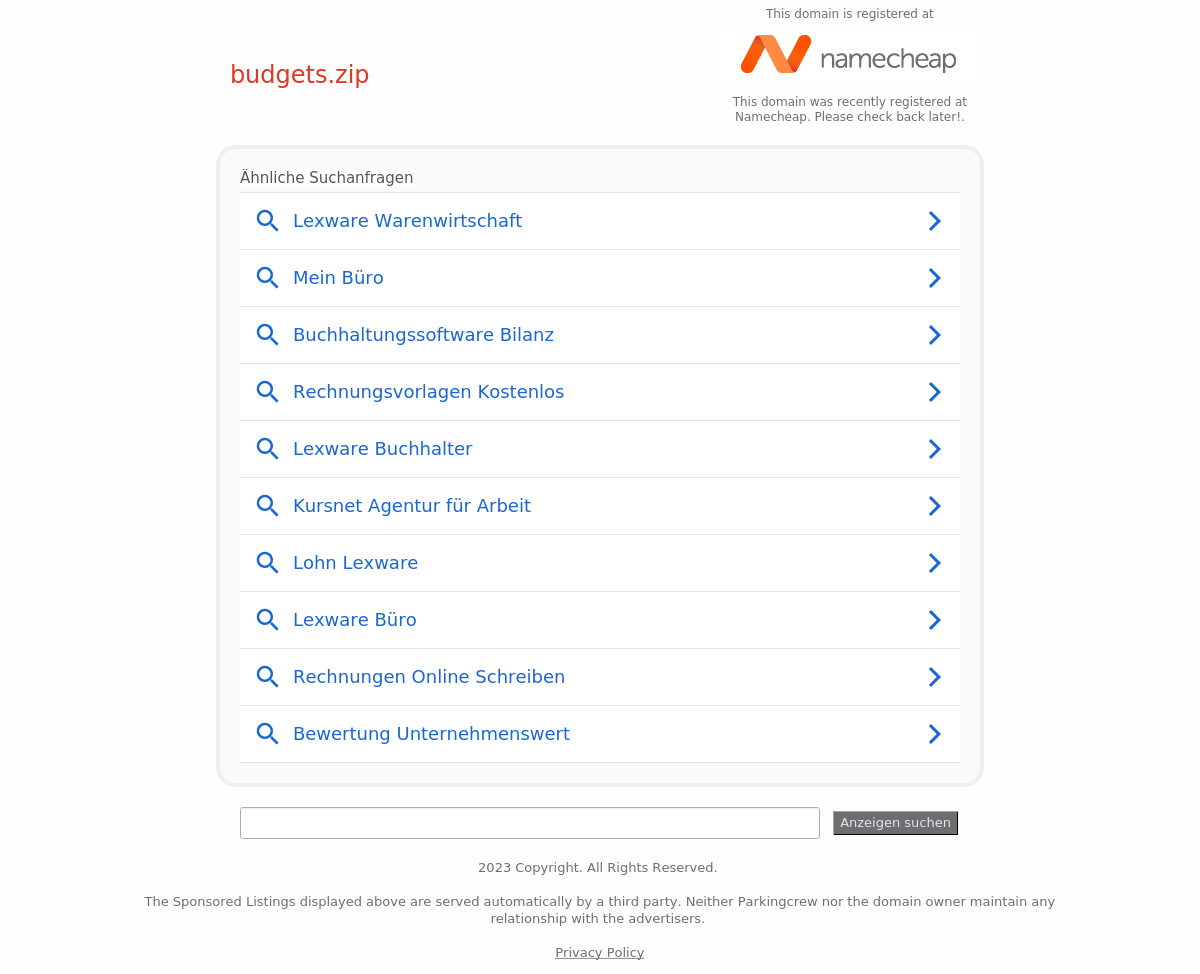 This domain is registered at
namecheap
budgets.zip
This domain was recently registered at
Namecheap. Please check back later!.
Ähnliche Suchanfragen
Lexware Warenwirtschaft
Mein Büro
Buchhaltungssoftware Bilanz
Rechnungsvorlagen Kostenlos
Lexware Buchhalter
Kursnet Agentur für Arbeit
Lohn Lexware
Lexware Büro
Rechnungen Online Schreiben
Bewertung Unternehmenswert
Anzeigen suchen
2023 Copyright. All Rights Reserved.
The Sponsored Listings displayed above are served automatically by a third party. Neither Parkingcrew nor the domain owner maintain any
relationship with the advertisers.
Privacy Policy